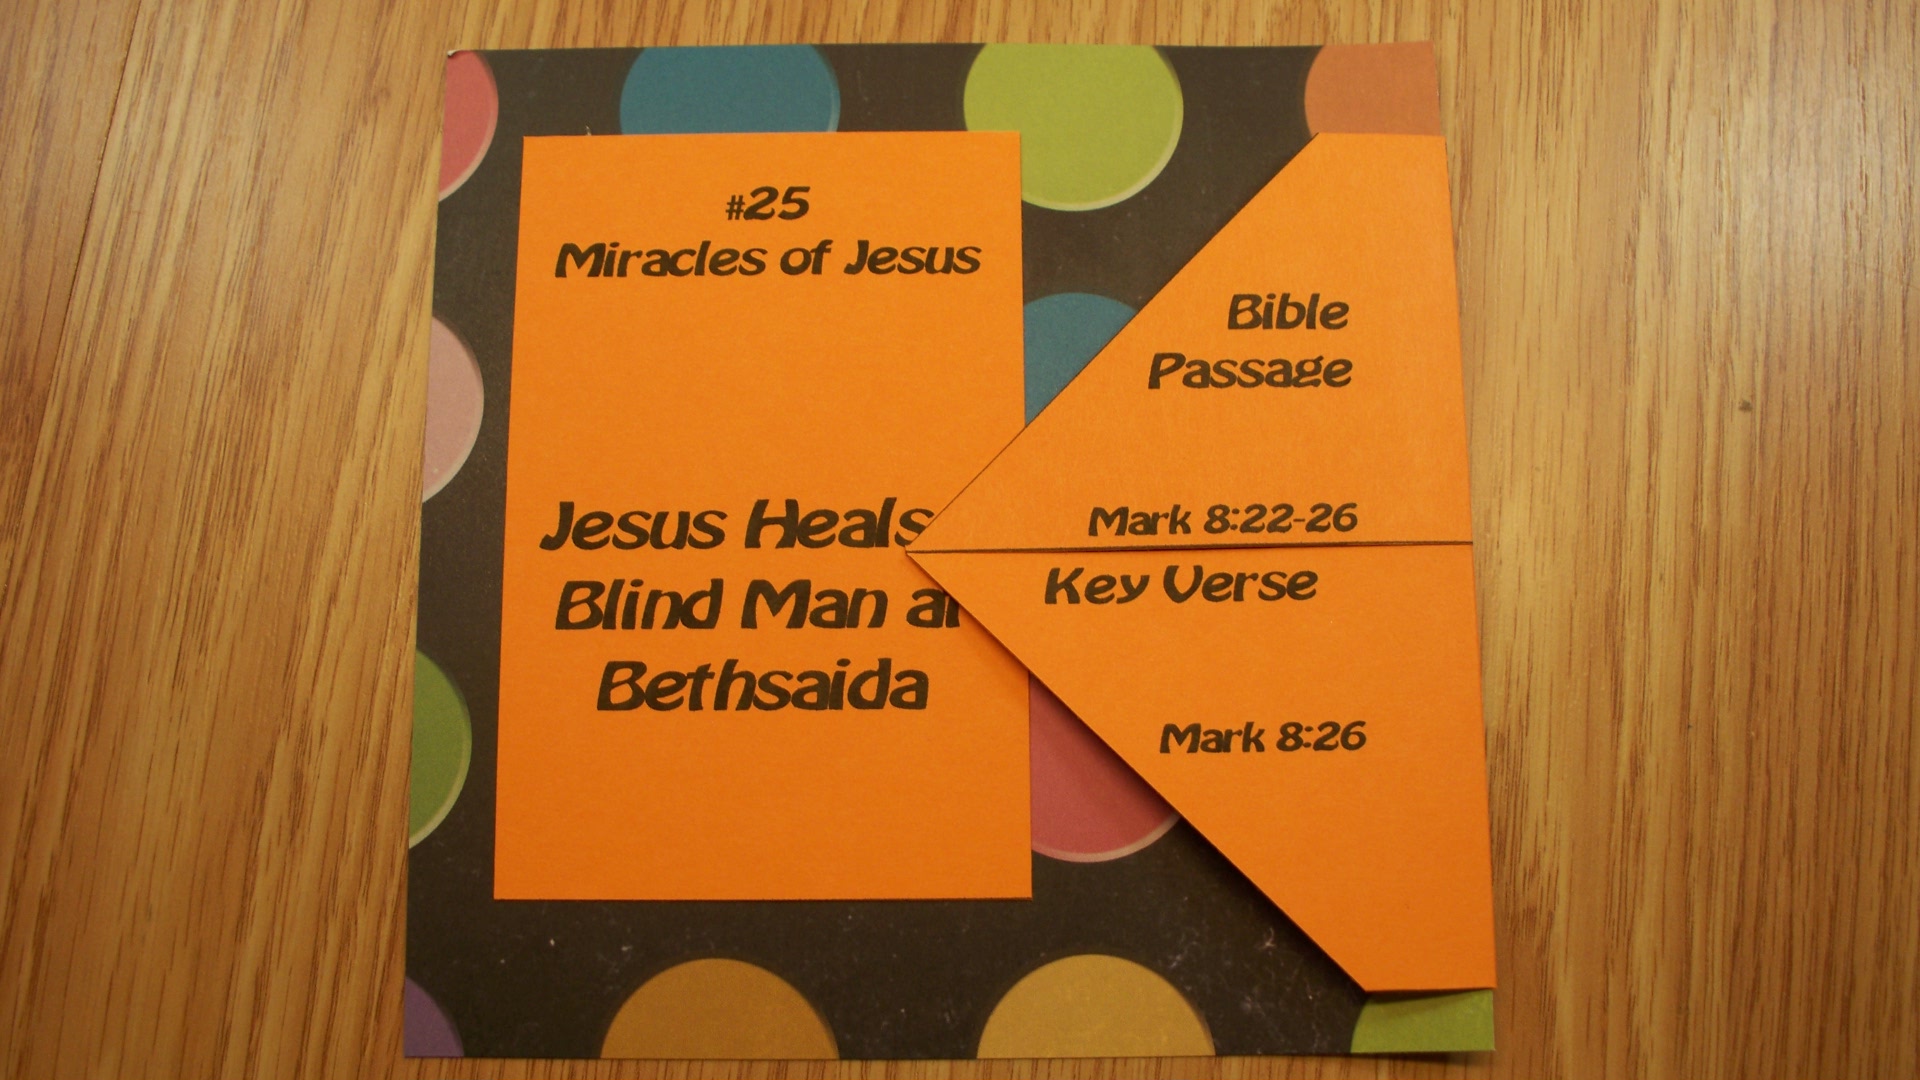 #25
Miracles of Jesus
Jesus Heals
Blind Man
Bethsaida
Bible
Passage
Mark 8:22-26
Key Verse
Mark 8:26